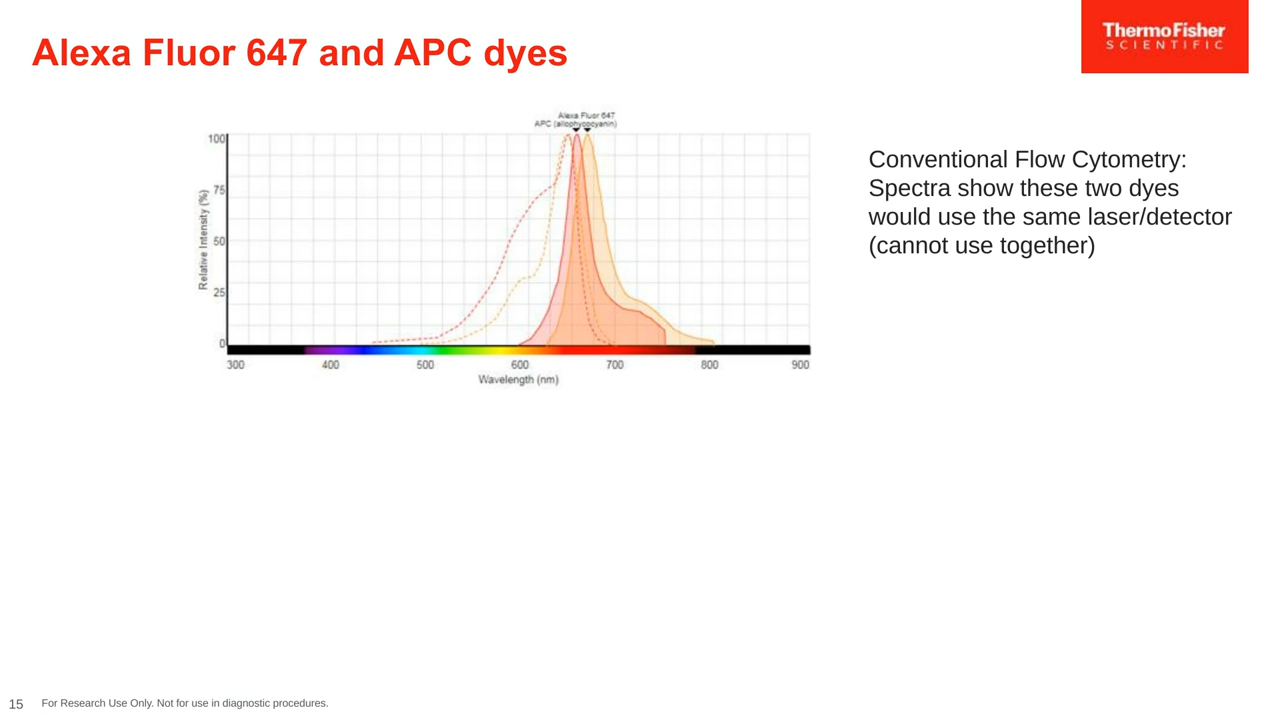 Alexa Fluor 647 and APC dyes
ThermoFisher
SCIENTIFIC
Alexa Fluor 647
APC (allophycocyanin)
100
75
50
25
0
Relative Intensity (%)
300 400 500 600 700 800 900
Wavelength (nm)
Conventional Flow Cytometry:
Spectra show these two dyes
would use the same laser/detector
(cannot use together)
15 For Research Use Only. Not for use in diagnostic procedures.